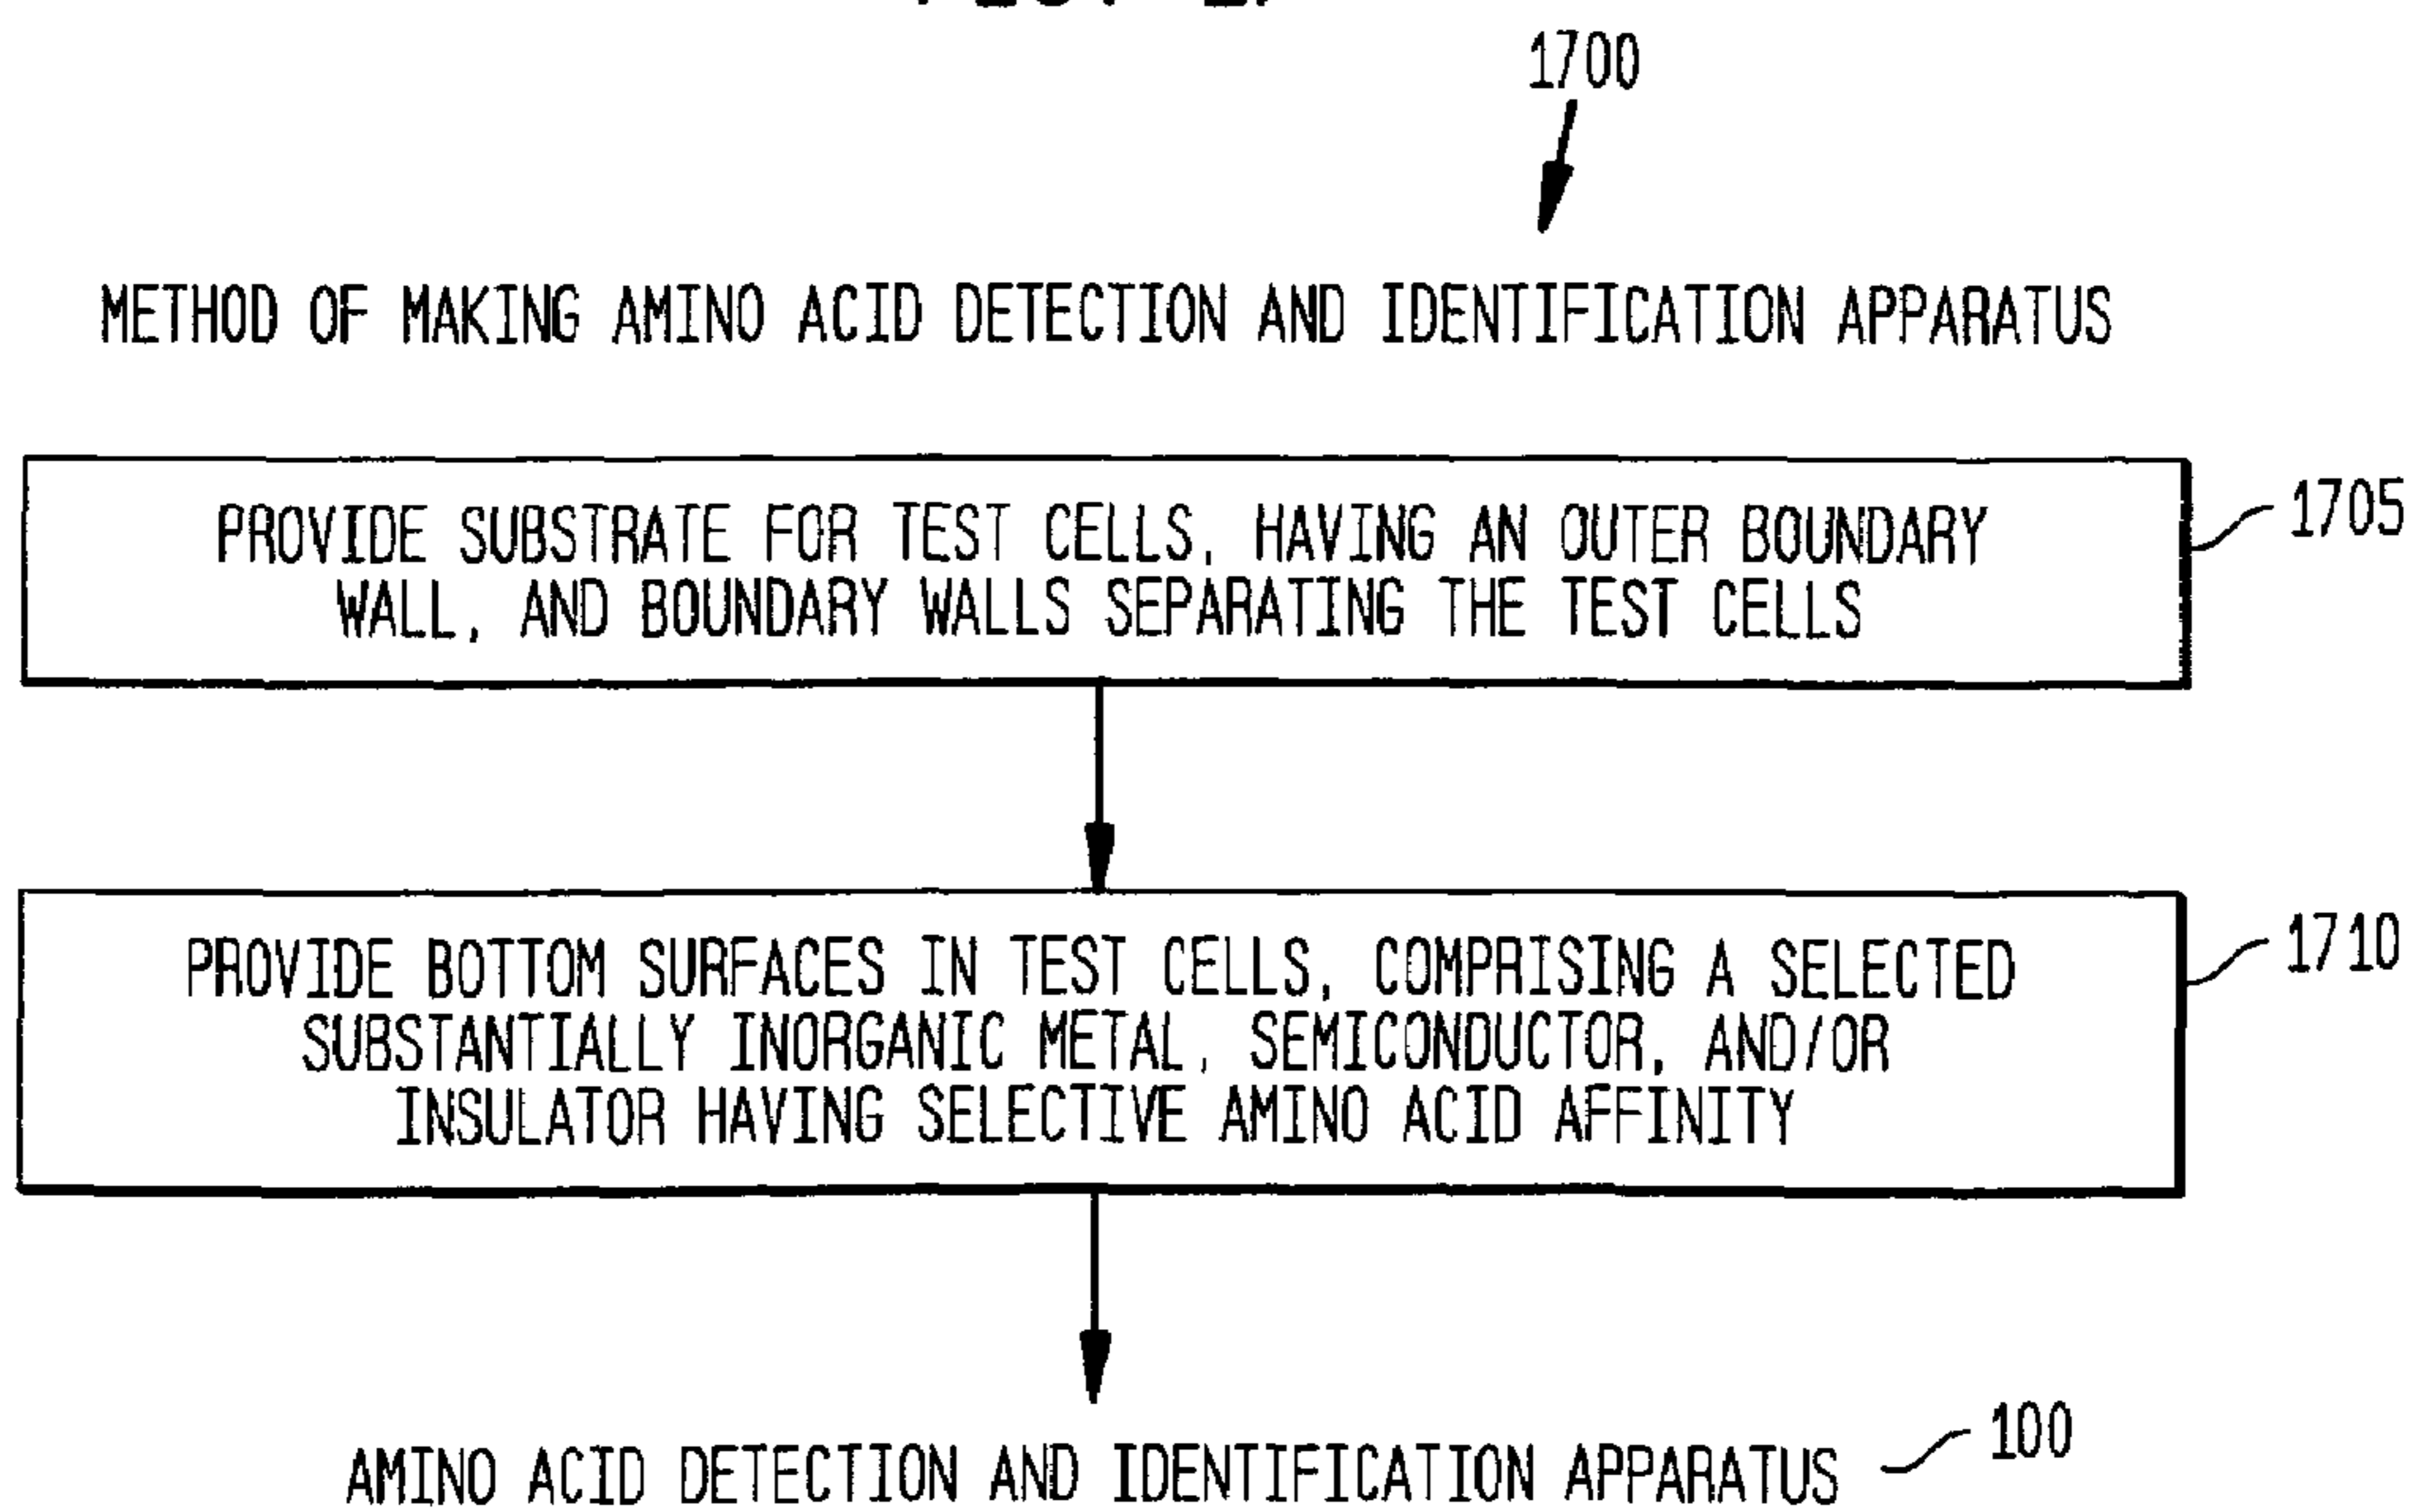 1700
METHOD OF MAKING AMINO ACID DETECTION AND IDENTIFICATION APPARATUS
PROVIDE SUBSTRATE FOR TEST CELLS, HAVING AN OUTER BOUNDARY
WALL, AND BOUNDARY WALLS SEPARATING THE TEST CELLS
1705
PROVIDE BOTTOM SURFACES IN TEST CELLS, COMPRISING A SELECTED
SUBSTANTIALLY INORGANIC METAL, SEMICONDUCTOR, AND/OR
INSULATOR HAVING SELECTIVE AMINO ACID AFFINITY
1710
AMINO ACID DETECTION AND IDENTIFICATION APPARATUS
100